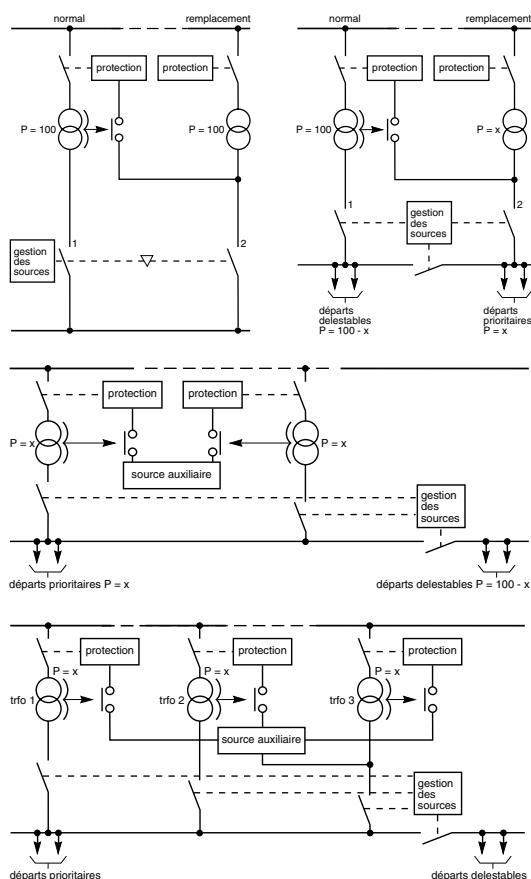 normal
remplacement
protection
protection
P = 100
P = 100
1
2
gestion
des
sources
normal
remplacement
protection
protection
P = 100
P = x
1
2
gestion
des
sources
départs
delestables
P = 100 - x
départs
prioritaires
P = x
protection
protection
P = x
P = x
source auxiliaire
gestion
des
sources
départs prioritaires P = x
départs delestables P = 100 - x
protection
protection
protection
P = x
P = x
P = x
trfo 1
trfo 2
trfo 3
source auxiliaire
gestion
des
sources
départs prioritaires
départs delestables